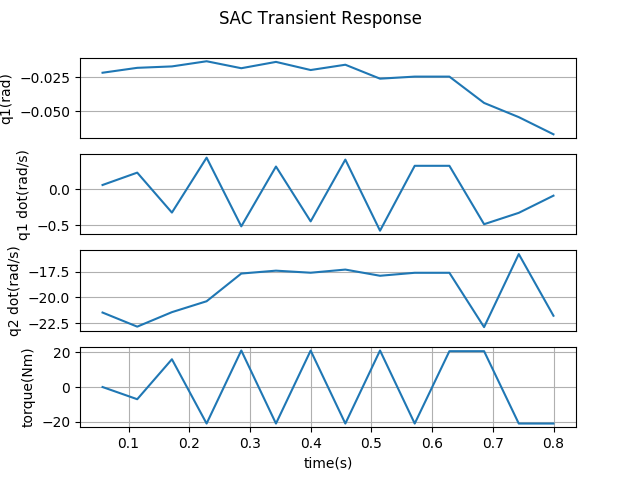 SAC Transient Response
q1(rad)
−0.025
−0.050
q1 dot(rad/s)
0.0
−0.5
q2 dot(rad/s)
−17.5
−20.0
−22.5
torque(Nm)
20
0
−20
0.1 0.2 0.3 0.4 0.5 0.6 0.7 0.8
time(s)